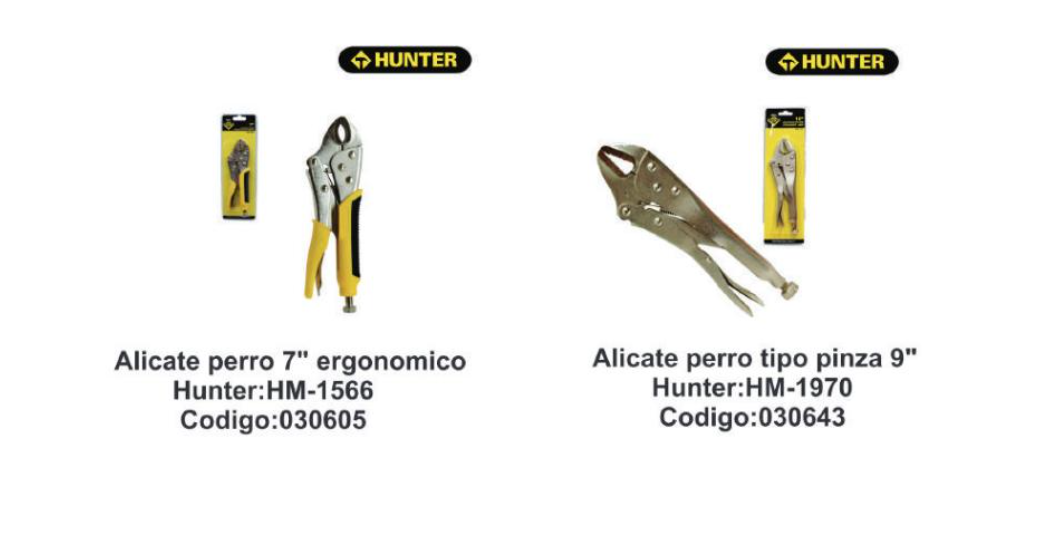 HUNTER
Alicate perro 7" ergonomico
Hunter:HM-1566
Codigo:030605
HUNTER
Alicate perro tipo pinza 9"
Hunter:HM-1970
Codigo:030643